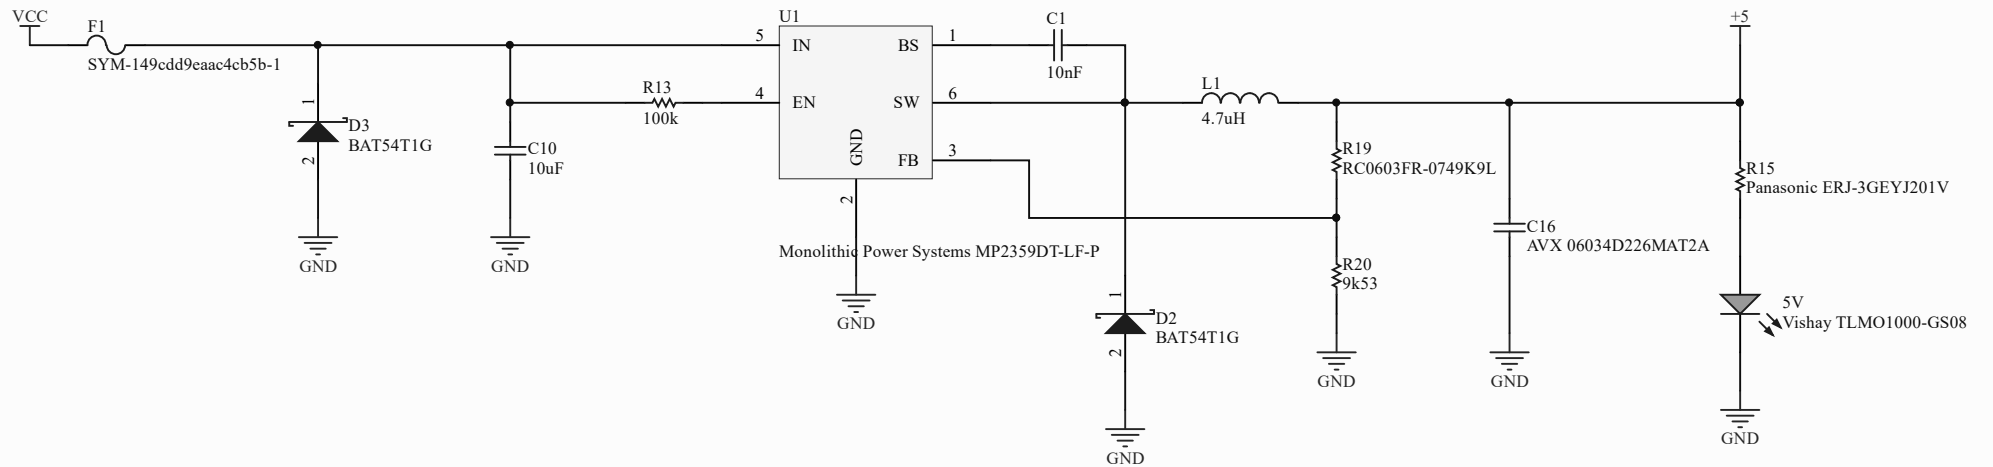 VCC
F1
SYM-149cdd9eaac4cb5b-1
1
D3
BAT54T1G
2
GND
C10
10uF
GND
R13
100k
U1
5
IN
4
EN
GND
2
BS
1
SW
6
FB
3
Monolithic Power Systems MP2359DT-LF-P
GND
C1
10nF
1
D2
BAT54T1G
2
GND
L1
4.7uH
R19
RC0603FR-0749K9L
R20
9k53
GND
C16
AVX 06034D226MAT2A
GND
+5
R15
Panasonic ERJ-3GEYJ201V
5V
Vishay TLMO1000-GS08
GND